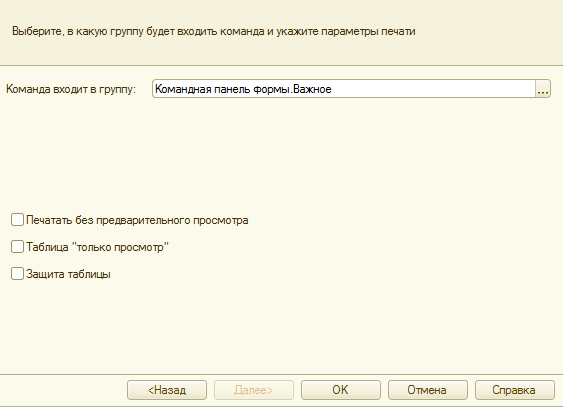 Выберите, в какую группу будет входить команда и укажите параметры печати
Команда входит в группу: Командная панель формы.Важное ...
Печатать без предварительного просмотра
Таблица "только просмотр"
Защита таблицы
<Назад Далее> ОК Отмена Справка